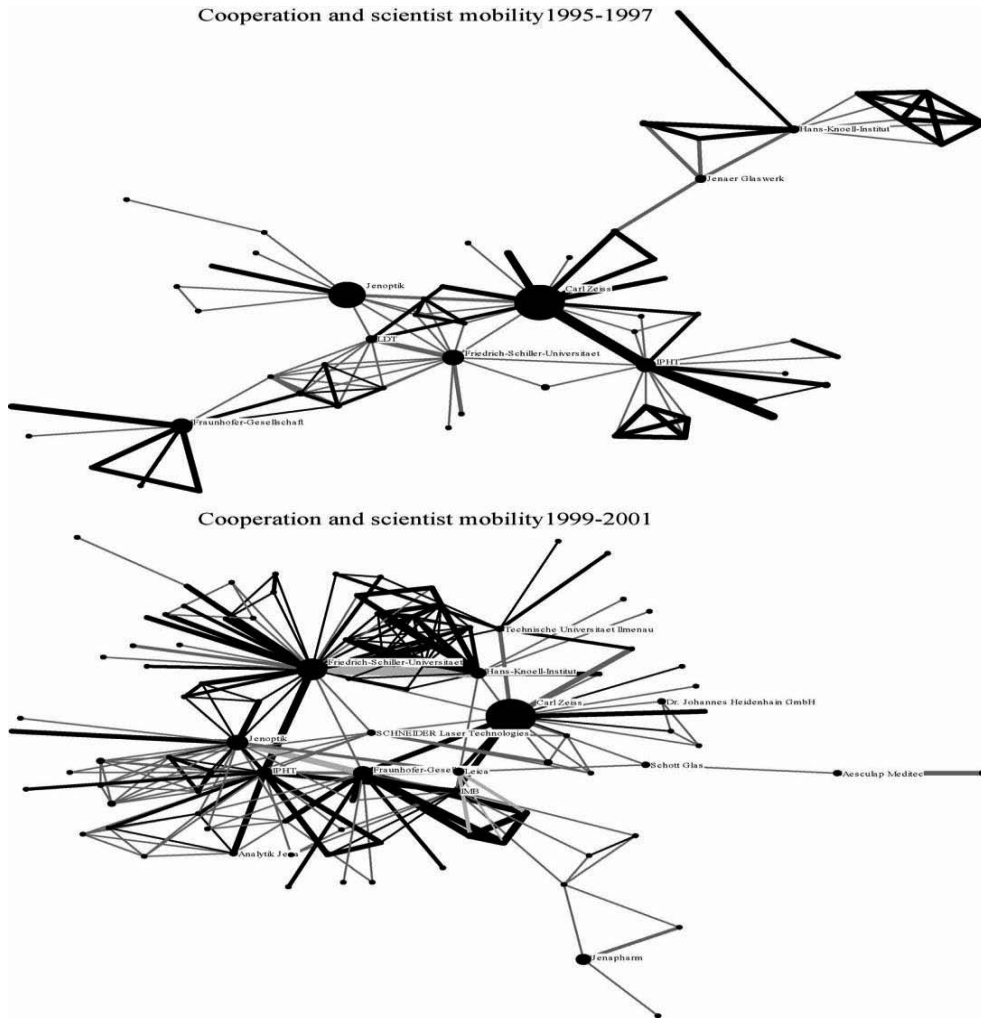 Cooperation and scientist mobility1995-1997
Hans-Knoell-Institut
Jenaer Glaswerk
Jenoptik
Carl Zeiss
LDT
Friedrich-Schiller-Universitaet
IPHT
Fraunhofer-Gesellschaft
Cooperation and scientist mobility1999-2001
Technische Universitaet Ilmenau
Friedrich-Schiller-Universitaet
Hans-Knoell-Institut
Carl Zeiss
Dr. Johannes Heidenhain GmbH
SCHNEIDER Laser Technologies
Jenoptik
Schott Glas
IPHT
Fraunhofer-Gesell
Leica
Aesculap Meditec
IMB
Analytik Jena
Jenapharm